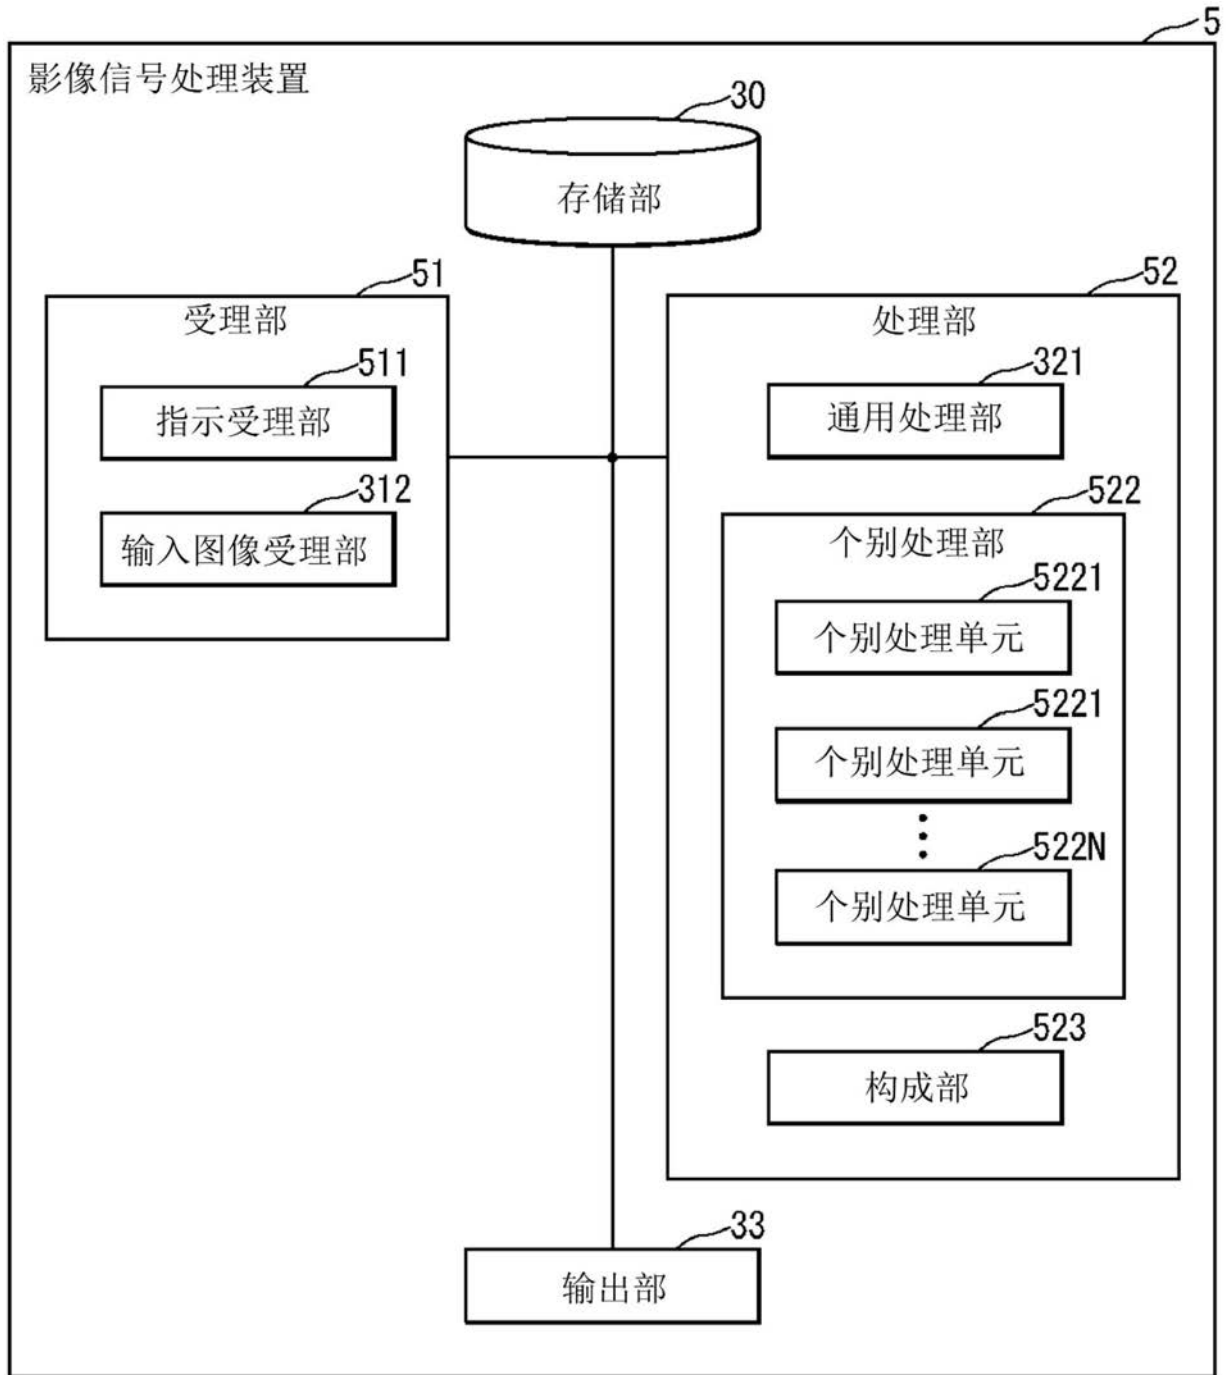 5
影像信号处理装置
30
存储部
51
受理部
511
指示受理部
312
输入图像受理部
52
处理部
321
通用处理部
522
个别处理部
5221
个别处理单元
5221
个别处理单元
522N
个别处理单元
523
构成部
33
输出部